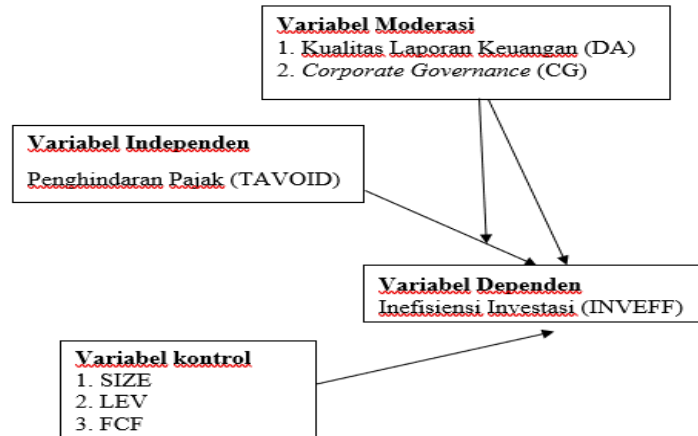 Variabel Moderasi
1. Kualitas Laporan Keuangan (DA)
2. Corporate Governance (CG)
Variabel Independen
Penghindaran Pajak (TAVOID)
Variabel Dependen
Inefisiensi Investasi (INVEFF)
Variabel kontrol
1. SIZE
2. LEV
3. FCF